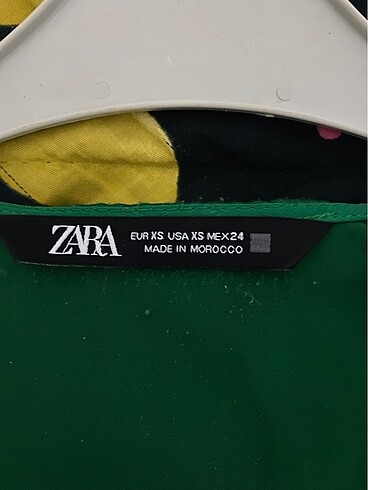 ZARA
EUR XS USA XS MEX 24
MADE IN MOROCCO